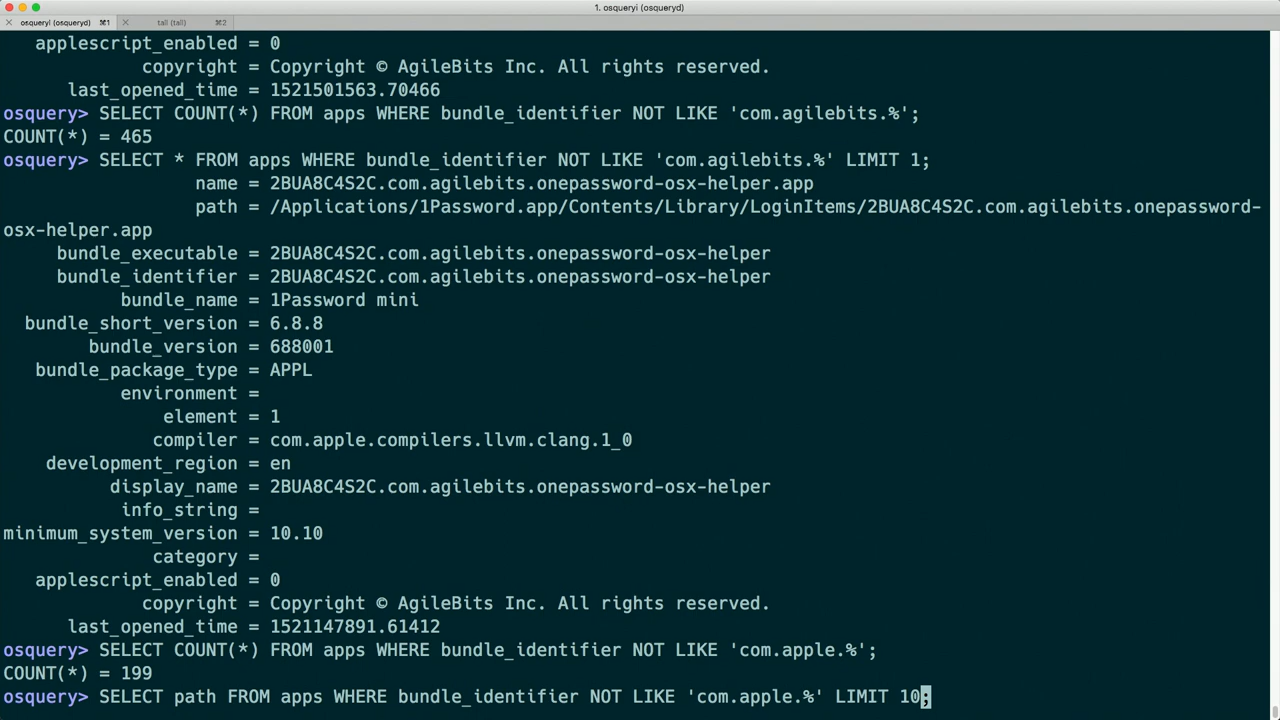 1. osqueryi (osqueryd)
osqueryi (osqueryd) ⌘1 tail (tail) ⌘2
applescript_enabled = 0
copyright = Copyright © AgileBits Inc. All rights reserved.
last_opened_time = 1521501563.70466
osquery> SELECT COUNT(*) FROM apps WHERE bundle_identifier NOT LIKE 'com.agilebits.%';
COUNT(*) = 465
osquery> SELECT * FROM apps WHERE bundle_identifier NOT LIKE 'com.agilebits.%' LIMIT 1;
name = 2BUA8C4S2C.com.agilebits.onepassword-osx-helper.app
path = /Applications/1Password.app/Contents/Library/LoginItems/2BUA8C4S2C.com.agilebits.onepassword-
osx-helper.app
bundle_executable = 2BUA8C4S2C.com.agilebits.onepassword-osx-helper
bundle_identifier = 2BUA8C4S2C.com.agilebits.onepassword-osx-helper
bundle_name = 1Password mini
bundle_short_version = 6.8.8
bundle_version = 688001
bundle_package_type = APPL
environment =
element = 1
compiler = com.apple.compilers.llvm.clang.1_0
development_region = en
display_name = 2BUA8C4S2C.com.agilebits.onepassword-osx-helper
info_string =
minimum_system_version = 10.10
category =
applescript_enabled = 0
copyright = Copyright © AgileBits Inc. All rights reserved.
last_opened_time = 1521147891.61412
osquery> SELECT COUNT(*) FROM apps WHERE bundle_identifier NOT LIKE 'com.apple.%';
COUNT(*) = 199
osquery> SELECT path FROM apps WHERE bundle_identifier NOT LIKE 'com.apple.%' LIMIT 10;